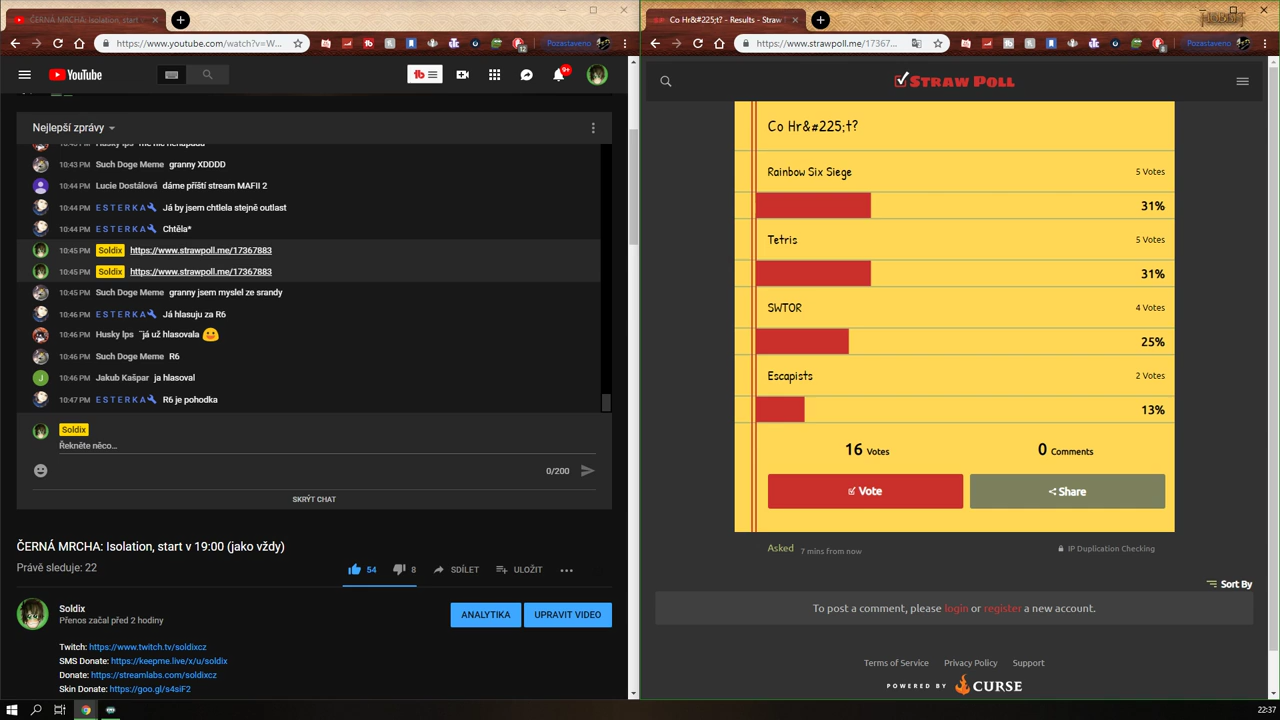 ČERNÁ MRCHA: Isolation, start
https://www.youtube.com/watch?v=W...
12
Pozastaveno
YouTube
9+
Nejlepší zprávy
10:43 PM Such Doge Meme granny XDDDD
10:44 PM Lucie Dostálová dáme příští stream MAFII 2
10:44 PM E S T E R K A Já by jsem chtlela stejně outlast
10:44 PM E S T E R K A Chtěla*
10:45 PM Soldix https://www.strawpoll.me/17367883
10:45 PM Soldix https://www.strawpoll.me/17367883
10:45 PM Such Doge Meme granny jsem myslel ze srandy
10:46 PM E S T E R K A Já hlasuju za R6
10:46 PM Husky lps ¨já už hlasovala
10:46 PM Such Doge Meme R6
J 10:46 PM Jakub Kašpar ja hlasoval
10:47 PM E S T E R K A R6 je pohodka
Soldix
Řekněte něco...
0/200
SKRÝT CHAT
ČERNÁ MRCHA: Isolation, start v 19:00 (jako vždy)
Právě sleduje: 22
54 8 SDÍLET ULOŽIT
Soldix
Přenos začal před 2 hodiny
ANALYTIKA UPRAVIT VIDEO
Twitch: https://www.twitch.tv/soldixcz
SMS Donate: https://keepme.live/x/u/soldix
Donate: https://streamlabs.com/soldixcz
Skin Donate: https://goo.gl/s4siF2
Co Hr&#225;t? - Results - Straw
https://www.strawpoll.me/17367...
Pozastaveno
STRAW POLL
Co Hr&#225;t?
Rainbow Six Siege 5 Votes
31%
Tetris 5 Votes
31%
SWTOR 4 Votes
25%
Escapists 2 Votes
13%
16 Votes 0 Comments
Vote Share
Asked 7 mins from now IP Duplication Checking
Sort By
To post a comment, please login or register a new account.
Terms of Service Privacy Policy Support
POWERED BY CURSE
22:37